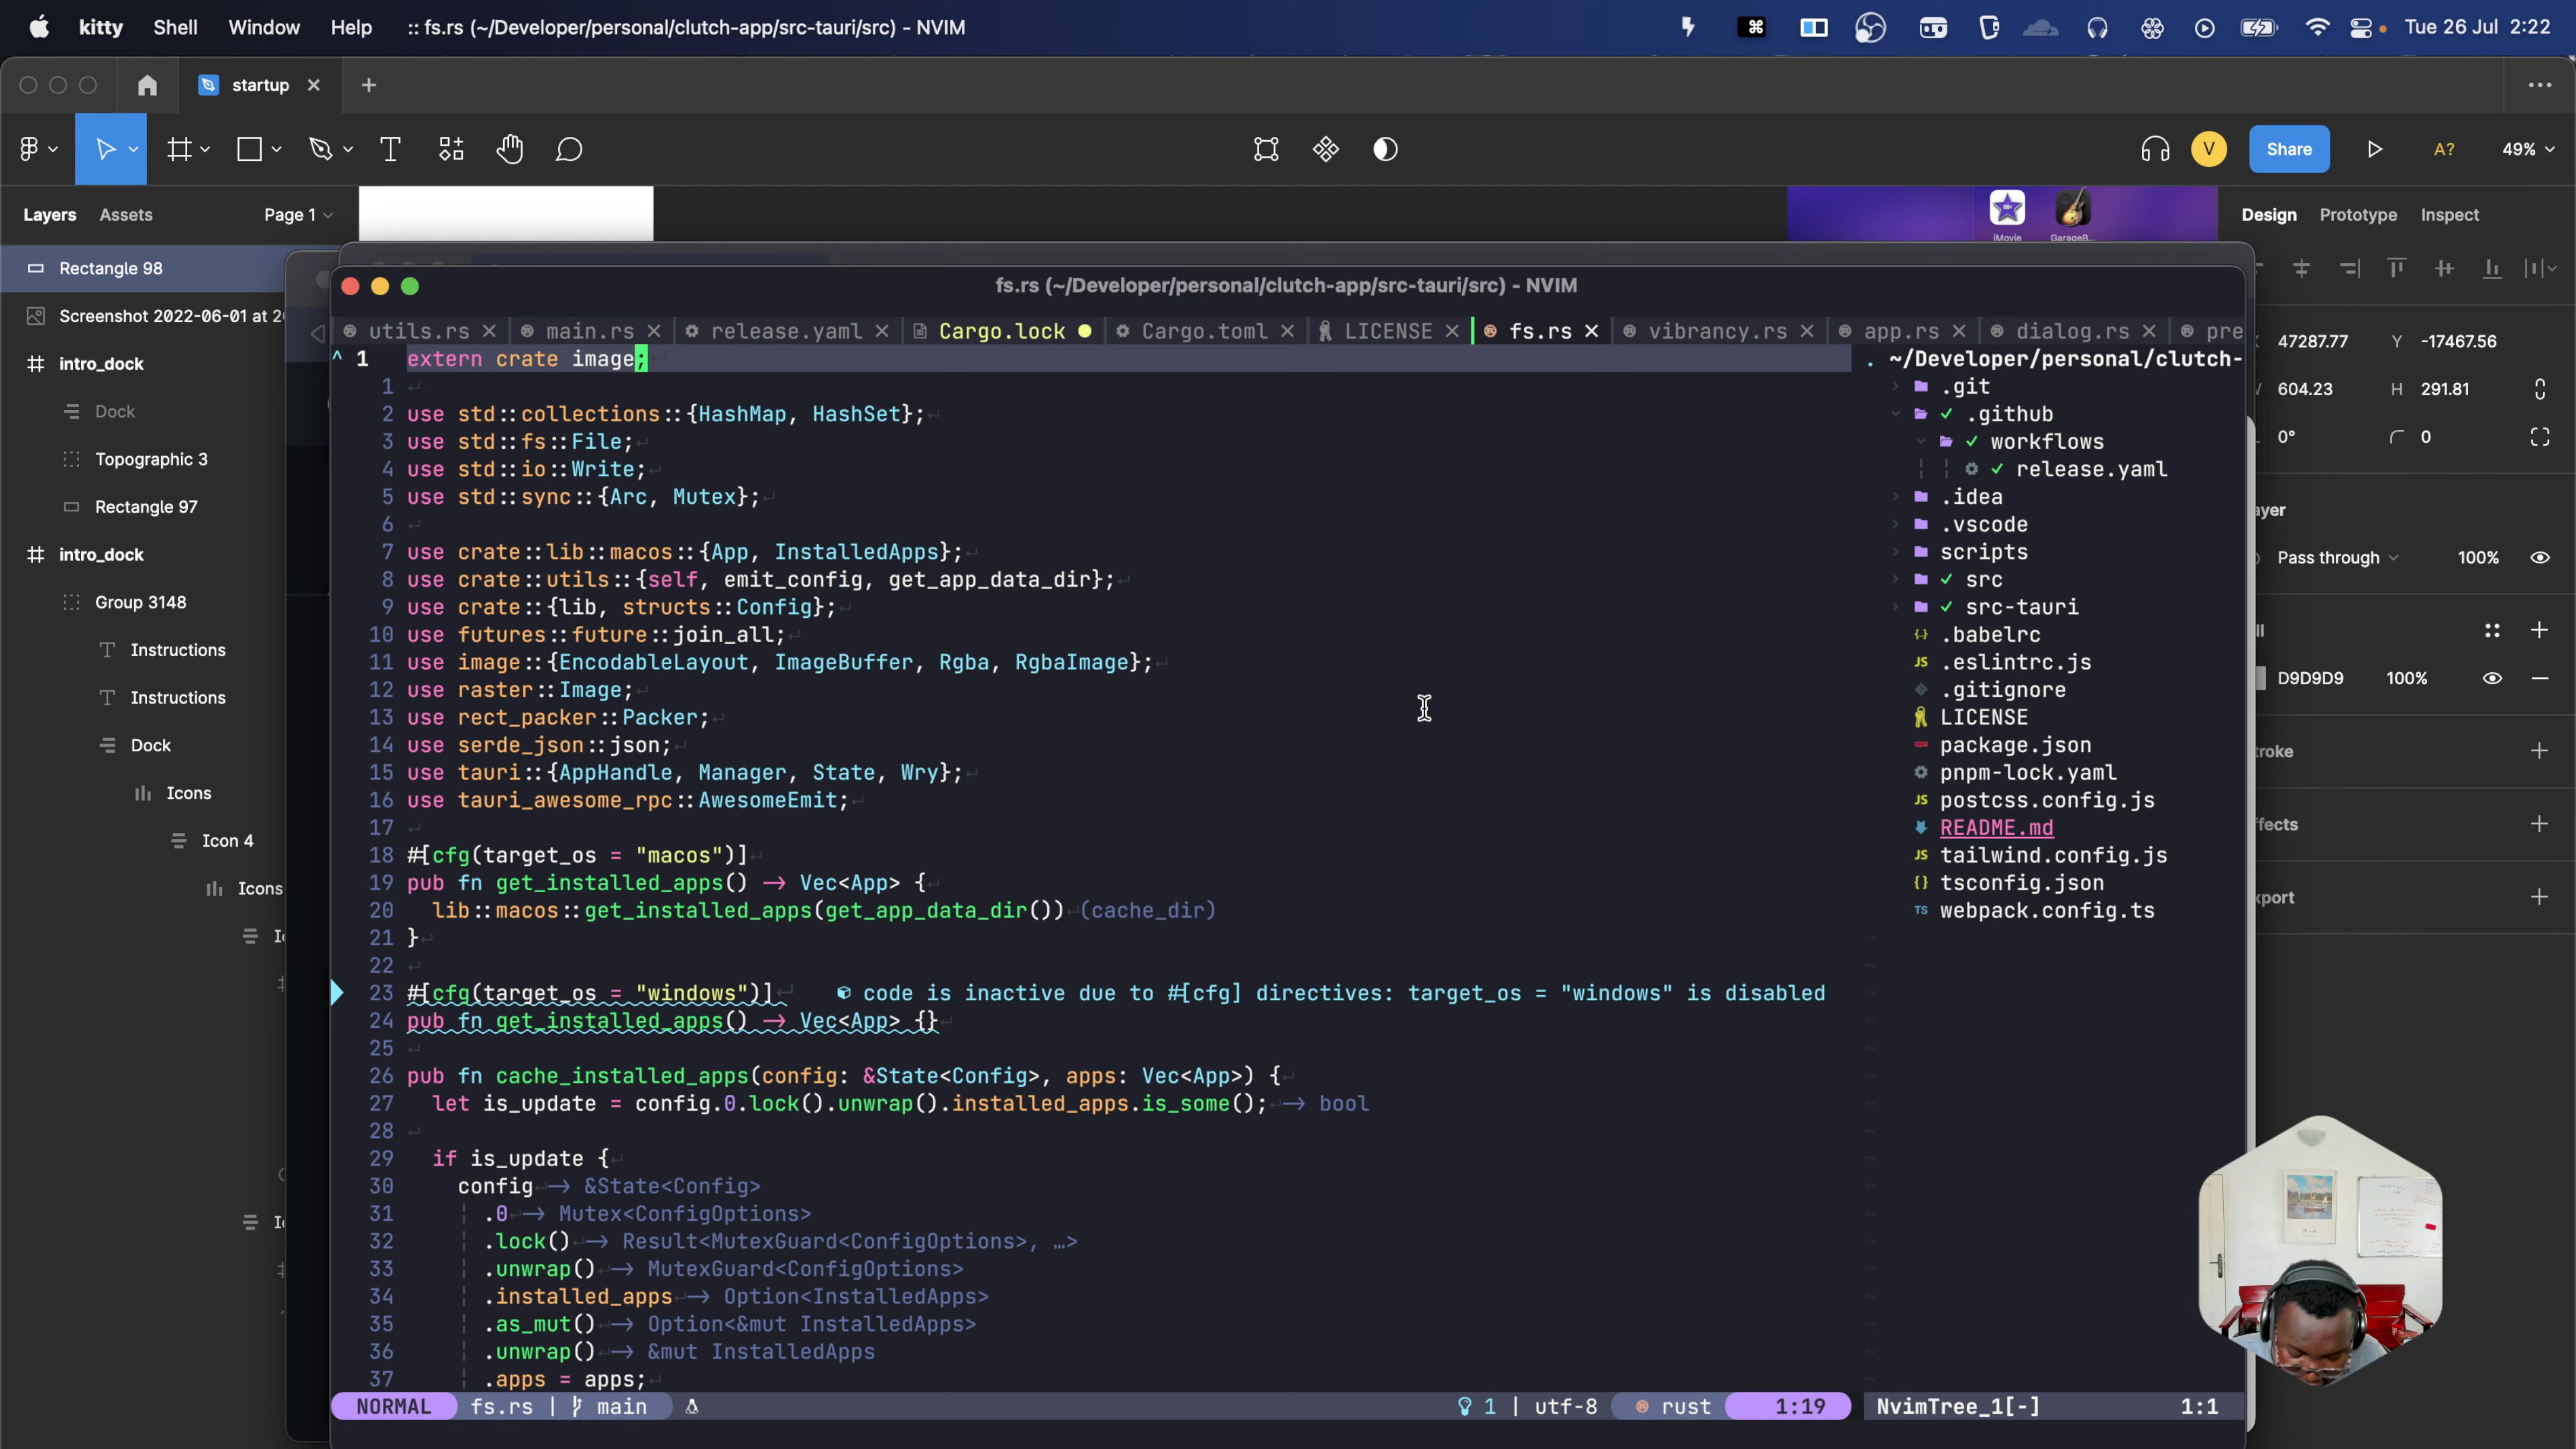 kitty Shell Window Help :: fs.rs (~/Developer/personal/clutch-app/src-tauri/src) - NVIM Tue 26 Jul 2:22
startup
Share A? 49%
V
Layers Assets Page 1
iMovie GarageB...
Design Prototype Inspect
Rectangle 98
Screenshot 2022-06-01 at 2
intro_dock
Dock
Topographic 3
Rectangle 97
intro_dock
Group 3148
Instructions
Instructions
Dock
Icons
Icon 4
Icons
fs.rs (~/Developer/personal/clutch-app/src-tauri/src) - NVIM
utils.rs main.rs release.yaml Cargo.lock Cargo.toml LICENSE fs.rs vibrancy.rs app.rs dialog.rs pre
1 extern crate image;
1
2 use std::collections::{HashMap, HashSet};
3 use std::fs::File;
4 use std::io::Write;
5 use std::sync::{Arc, Mutex};
6
7 use crate::lib::macos::{App, InstalledApps};
8 use crate::utils::{self, emit_config, get_app_data_dir};
9 use crate::{lib, structs::Config};
10 use futures::future::join_all;
11 use image::{EncodableLayout, ImageBuffer, Rgba, RgbaImage};
12 use raster::Image;
13 use rect_packer::Packer;
14 use serde_json::json;
15 use tauri::{AppHandle, Manager, State, Wry};
16 use tauri_awesome_rpc::AwesomeEmit;
17
18 #[cfg(target_os = "macos")]
19 pub fn get_installed_apps() -> Vec<App> {
20 lib::macos::get_installed_apps(get_app_data_dir()) (cache_dir)
21 }
22
23 #[cfg(target_os = "windows")] code is inactive due to #[cfg] directives: target_os = "windows" is disabled
24 pub fn get_installed_apps() -> Vec<App> {}
25
26 pub fn cache_installed_apps(config: &State<Config>, apps: Vec<App>) {
27 let is_update = config.0.lock().unwrap().installed_apps.is_some(); -> bool
28
29 if is_update {
30 config -> &State<Config>
31 .0 -> Mutex<ConfigOptions>
32 .lock() -> Result<MutexGuard<ConfigOptions>, …>
33 .unwrap() -> MutexGuard<ConfigOptions>
34 .installed_apps -> Option<InstalledApps>
35 .as_mut() -> Option<&mut InstalledApps>
36 .unwrap() -> &mut InstalledApps
37 .apps = apps;
NORMAL fs.rs | main 1 | utf-8 rust 1:19
~/Developer/personal/clutch-
.git
.github
workflows
release.yaml
.idea
.vscode
scripts
src
src-tauri
.babelrc
.eslintrc.js
.gitignore
LICENSE
package.json
pnpm-lock.yaml
postcss.config.js
README.md
tailwind.config.js
tsconfig.json
webpack.config.ts
NvimTree_1[-] 1:1
47287.77 Y -17467.56
604.23 H 291.81
0° 0
ayer
Pass through 100%
D9D9D9 100%
troke
ffects
xport